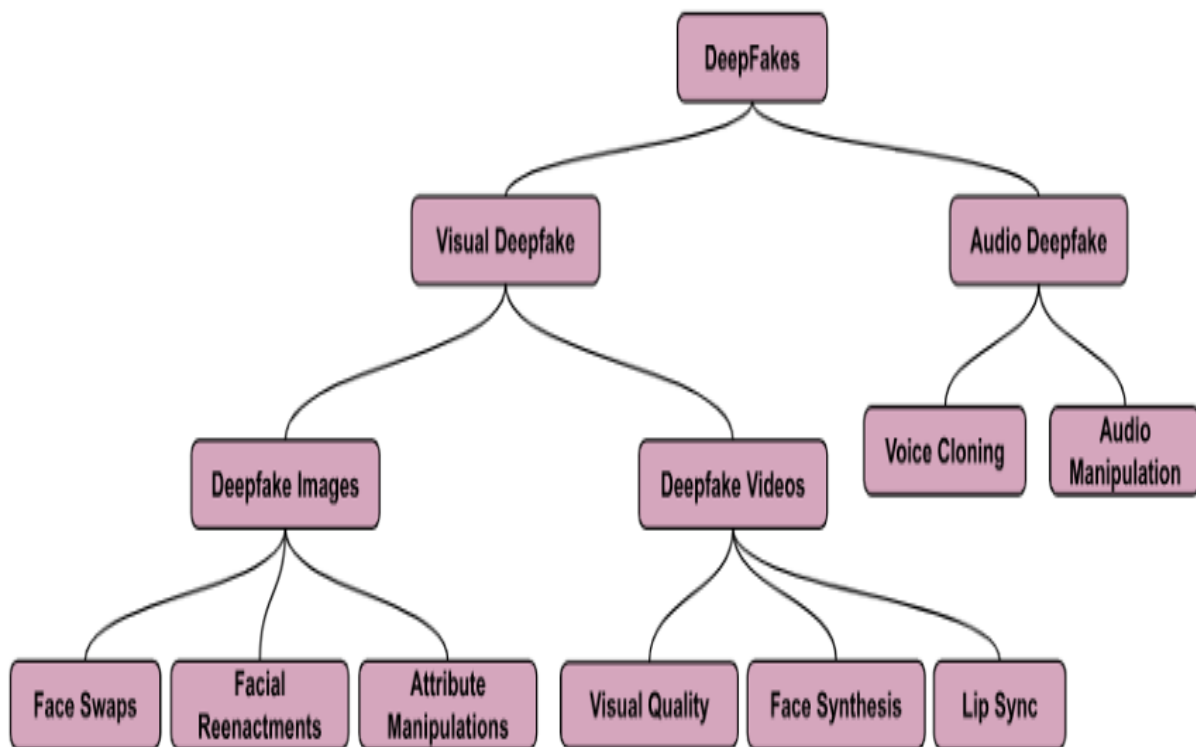 DeepFakes
Visual Deepfake
Audio Deepfake
Voice Cloning
Audio
Manipulation
Deepfake Images
Deepfake Videos
Face Swaps
Facial
Reenactments
Attribute
Manipulations
Visual Quality
Face Synthesis
Lip Sync